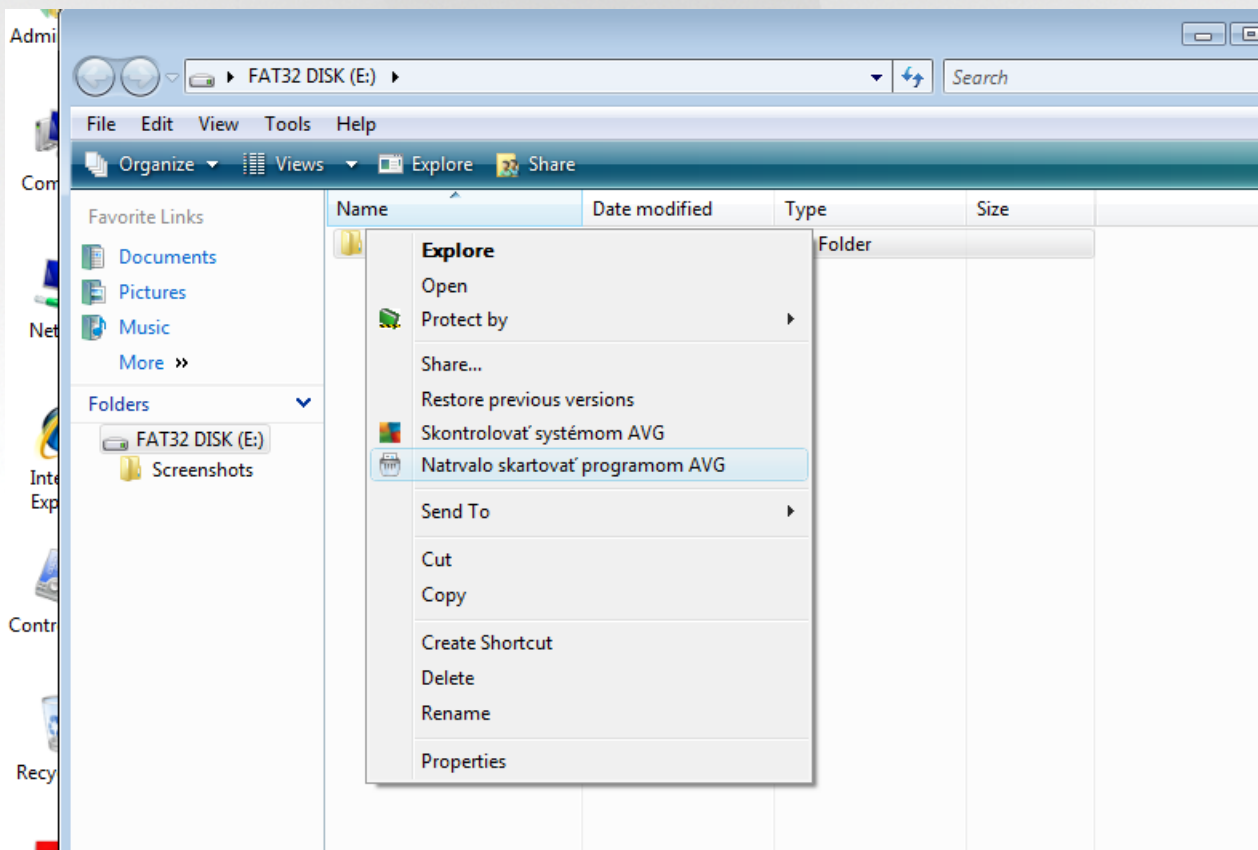 Admi
FAT32 DISK (E:)
Search
File Edit View Tools Help
Organize Views Explore Share
Com
Favorite Links
Name Date modified Type Size
Folder
Documents
Pictures
Music
More »
Net
Folders
FAT32 DISK (E:)
Screenshots
Inte
Exp
Contr
Recy
Explore
Open
Protect by
Share...
Restore previous versions
Skontrolovať systémom AVG
Natrvalo skartovať programom AVG
Send To
Cut
Copy
Create Shortcut
Delete
Rename
Properties